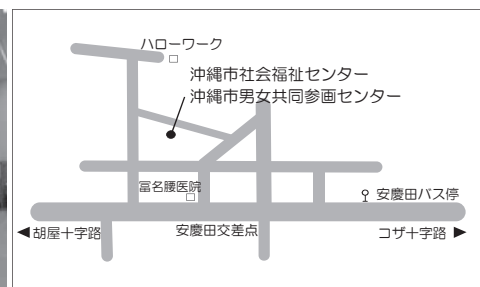 ハローワーク
沖縄市社会福祉センター
沖縄市男女共同参画センター
冨名腰医院
安慶田バス停
胡屋十字路
安慶田交差点
コザ十字路